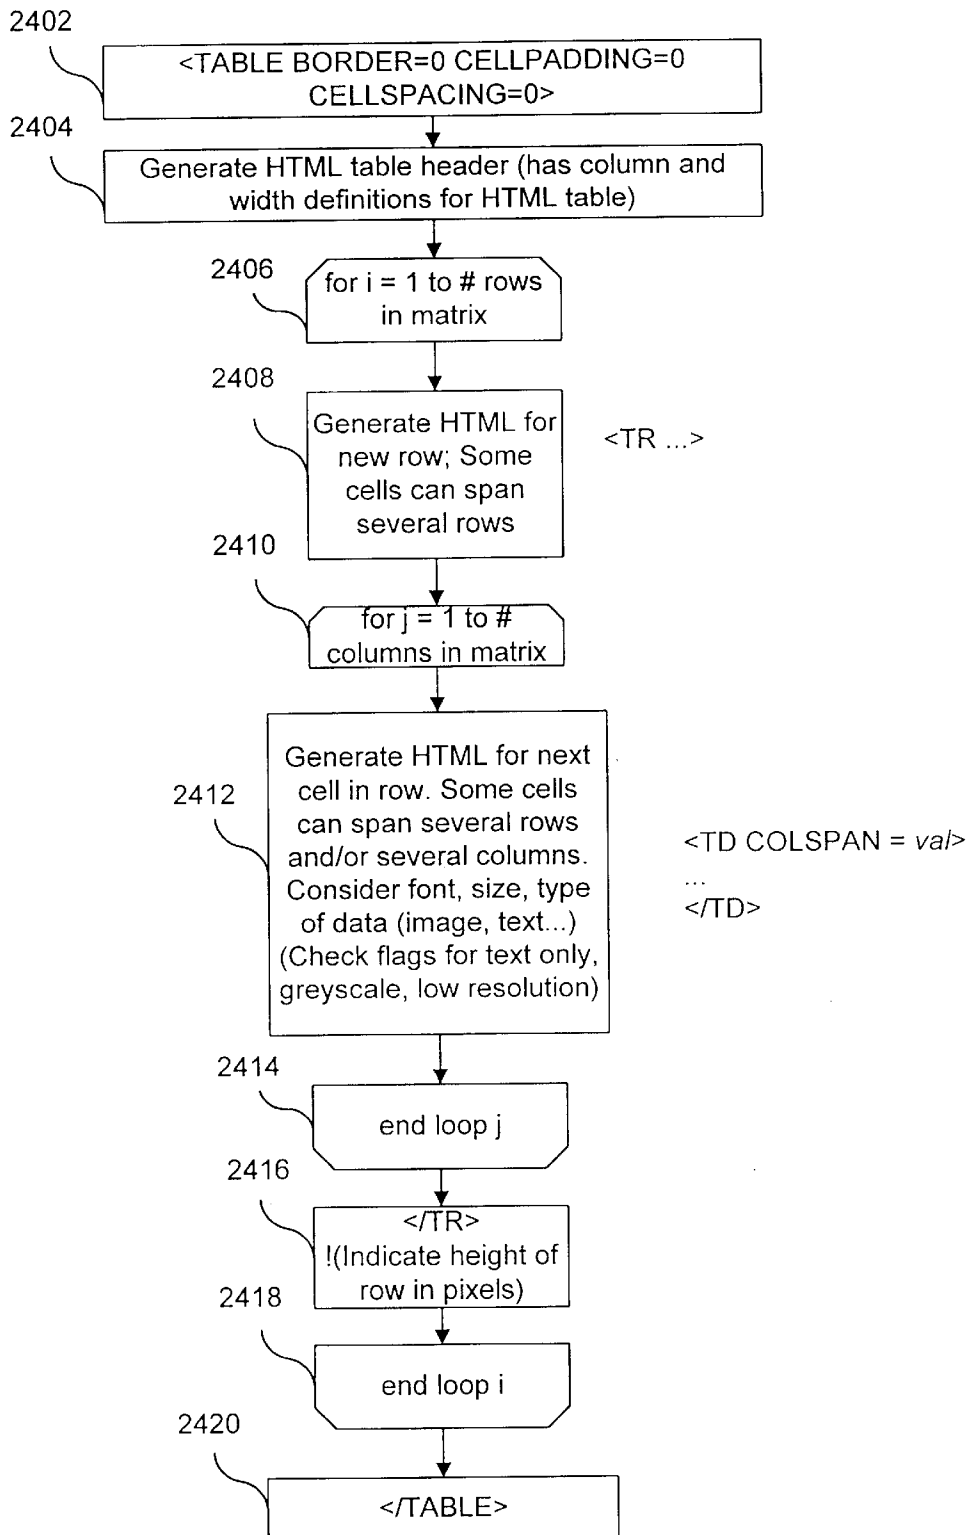 2402
<TABLE BORDER=0 CELLPADDING=0
CELLSPACING=0>
2404
Generate HTML table header (has column and
width definitions for HTML table)
2406
for i = 1 to # rows
in matrix
2408
Generate HTML for
new row; Some
cells can span
several rows
<TR ...>
2410
for j = 1 to #
columns in matrix
2412
Generate HTML for next
cell in row. Some cells
can span several rows
and/or several columns.
Consider font, size, type
of data (image, text...)
(Check flags for text only,
greyscale, low resolution)
<TD COLSPAN = val>
...
</TD>
2414
end loop j
2416
</TR>
!(Indicate height of
row in pixels)
2418
end loop i
2420
</TABLE>